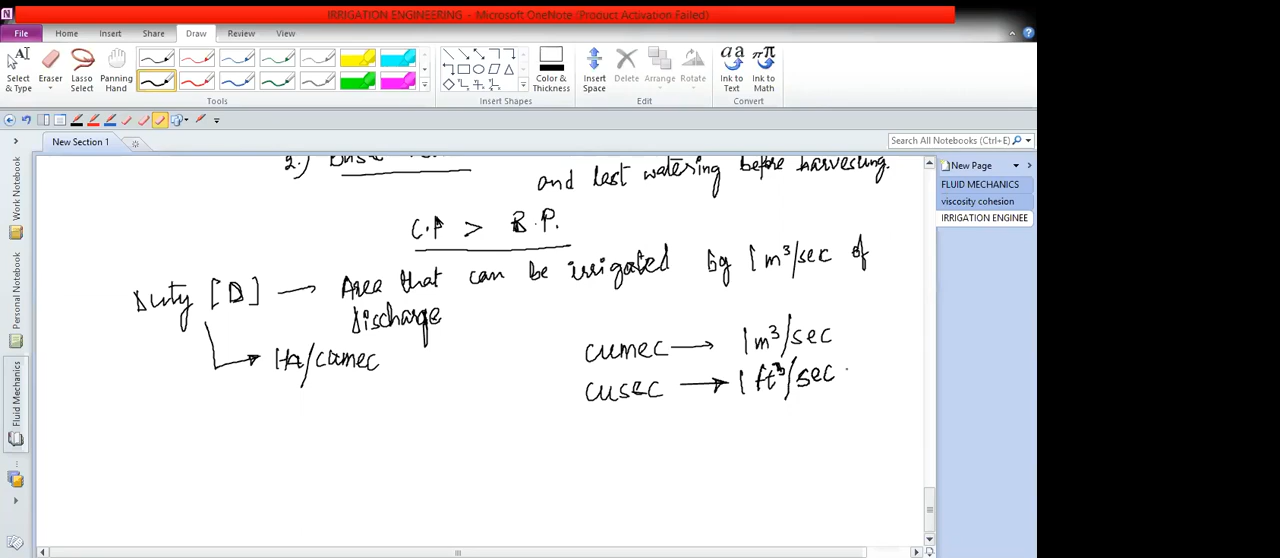 IRRIGATION ENGINEERING - Microsoft OneNote (Product Activation Failed)
File Home Insert Share Draw Review View
Select & Type
Eraser
Lasso Select
Panning Hand
Color & Thickness
Insert Space
Delete
Arrange
Rotate
Ink to Text
Ink to Math
Tools
Insert Shapes
Edit
Convert
New Section 1
Search All Notebooks (Ctrl+E)
Work Notebook
Personal Notebook
Fluid Mechanics
New Page
FLUID MECHANICS
viscosity cohesion
IRRIGATION ENGINEE
2.)
and last watering before harvesting.
C.P > B.P.
Duty [D] → Area that can be irrigated by 1 m³/sec of
Discharge
→ Ha/cumec
cumec → 1 m³/sec
cusec → 1 ft³/sec